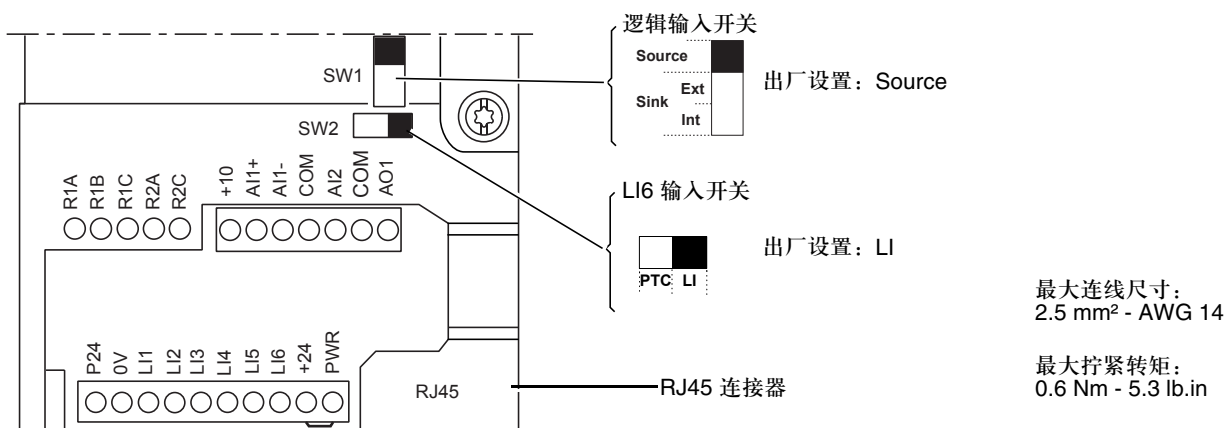 逻辑输入开关
Source
Sink
Ext
Int
出厂设置：Source
SW1
SW2
R1A
R1B
R1C
R2A
R2C
+10
AI1+
AI1-
COM
AI2
COM
AO1
LI6 输入开关
出厂设置：LI
PTC LI
最大连线尺寸：
2.5 mm² - AWG 14
最大拧紧转矩：
0.6 Nm - 5.3 lb.in
P24
0V
LI1
LI2
LI3
LI4
LI5
LI6
+24
PWR
RJ45
RJ45 连接器